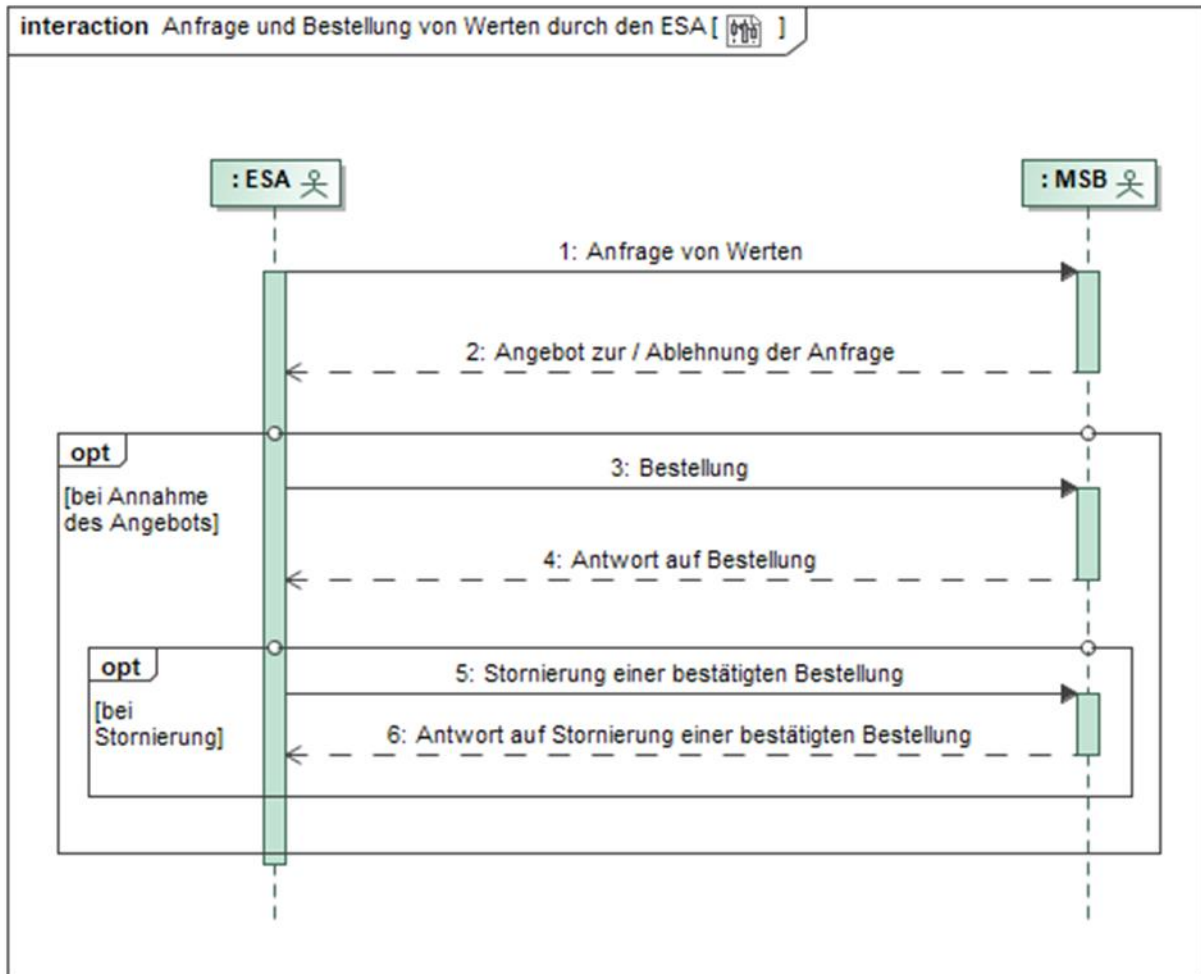 interaction Anfrage und Bestellung von Werten durch den ESA [ ]
: ESA
: MSB
1: Anfrage von Werten
2: Angebot zur / Ablehnung der Anfrage
opt
[bei Annahme
des Angebots]
3: Bestellung
4: Antwort auf Bestellung
opt
[bei
Stornierung]
5: Stornierung einer bestätigten Bestellung
6: Antwort auf Stornierung einer bestätigten Bestellung